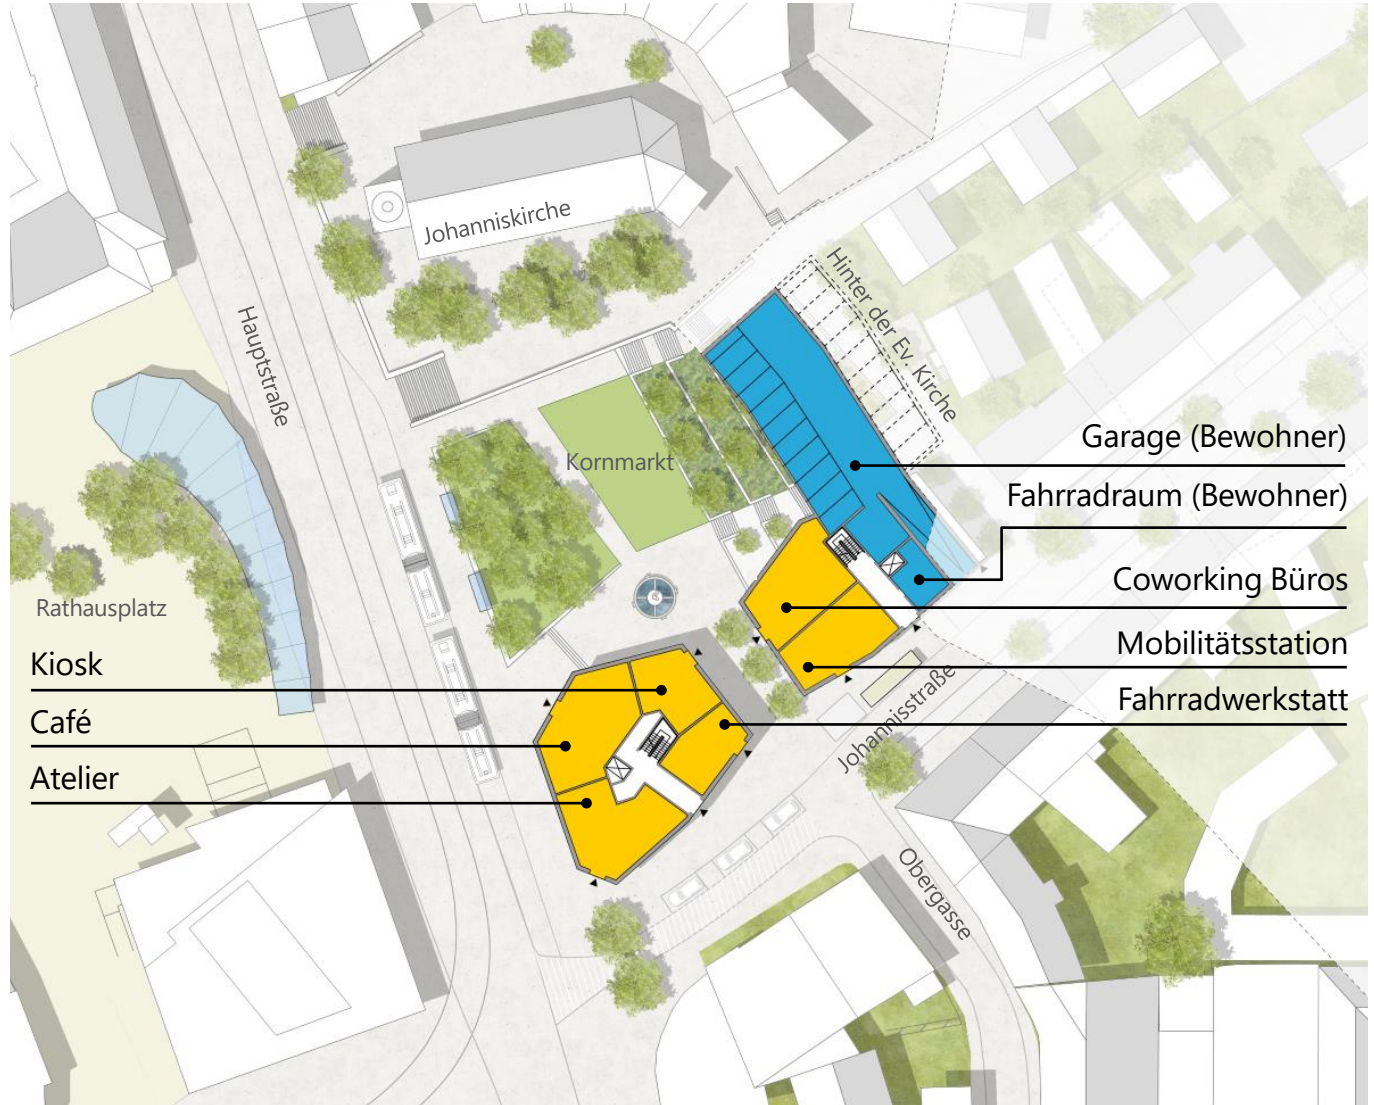 Johanniskirche
Hinter der Ev. Kirche
Hauptstraße
Kornmarkt
Garage (Bewohner)
Fahrradraum (Bewohner)
Coworking Büros
Mobilitätsstation
Fahrradwerkstatt
Rathausplatz
Kiosk
Café
Atelier
Johannisstraße
Obergasse